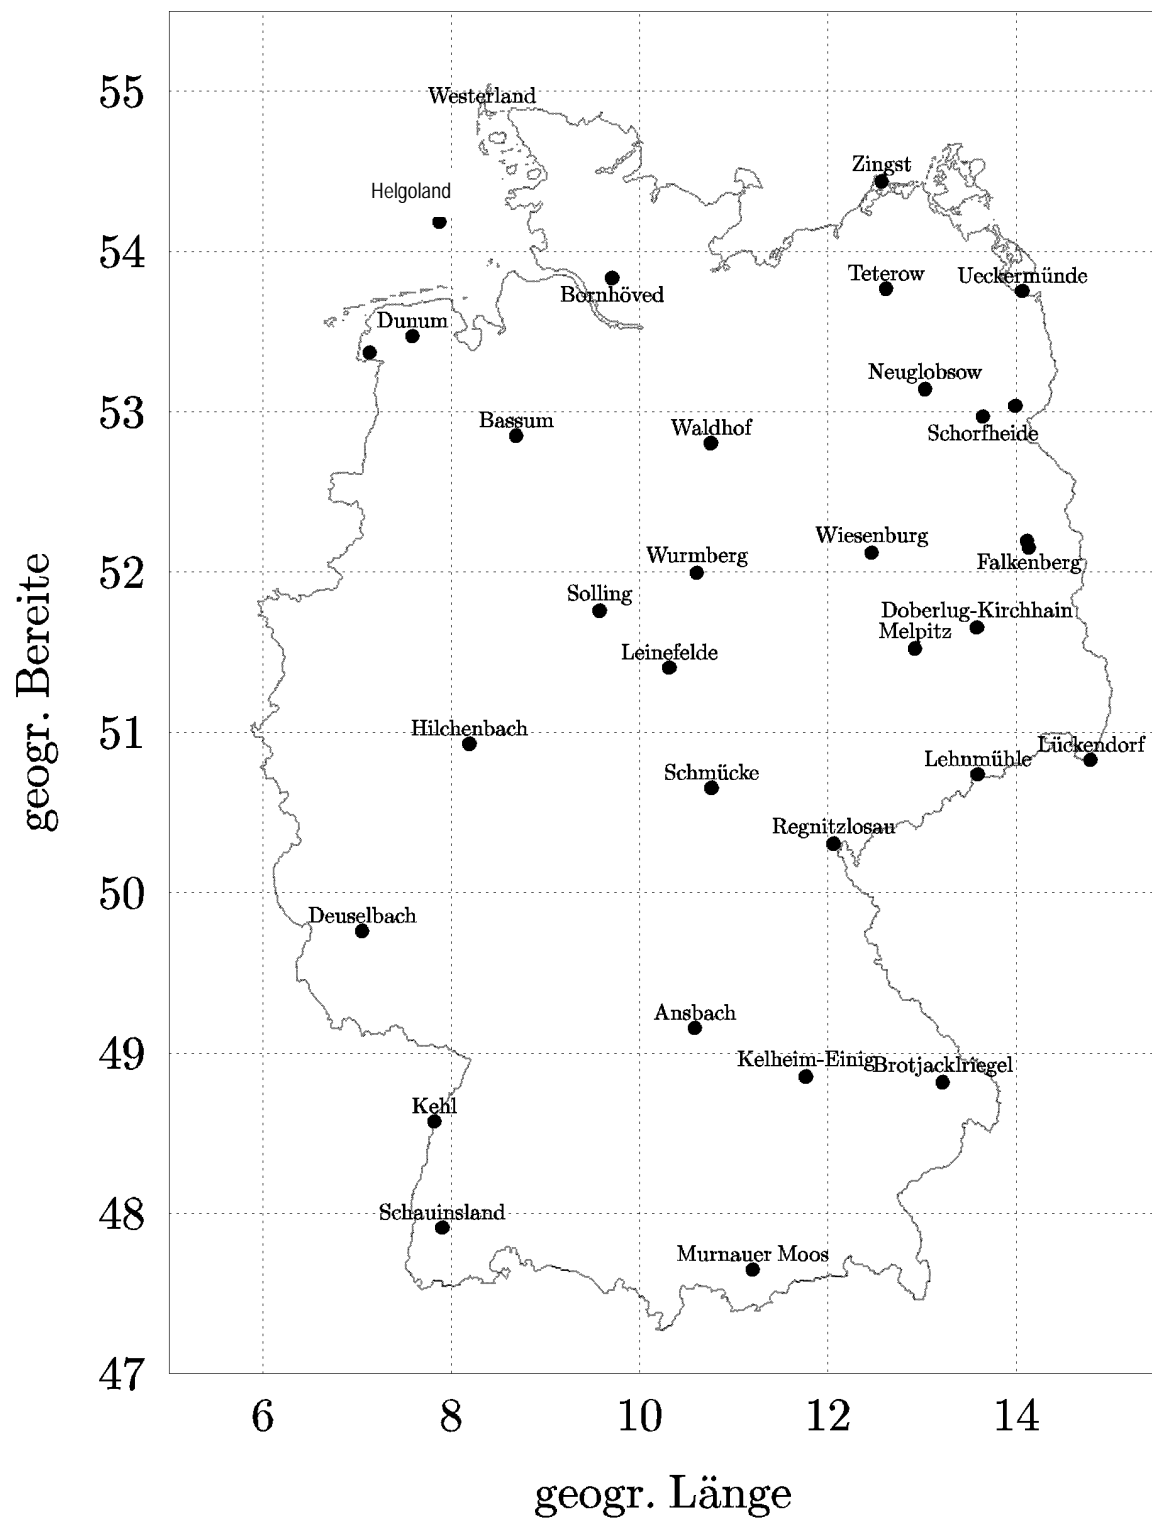 55
Westerland
Zingst
Helgoland
54
Teterow
Ueckermünde
Bornhöved
Dunum
Neuglobsow
53
Bassum
Waldhof
Schorfheide
Wiesenburg
Wurmberg
Falkenberg
52
Solling
Doberlug-Kirchhain
Melpitz
Leinefelde
geogr. Bereite
51
Hilchenbach
Lückendorf
Lehnmühle
Schmücke
Regnitzlosau
50
Deuselbach
Ansbach
49
Kelheim-Einig
Brotjacklriegel
Kehl
48
Schauinsland
Murnauer Moos
47
6 8 10 12 14
geogr. Länge